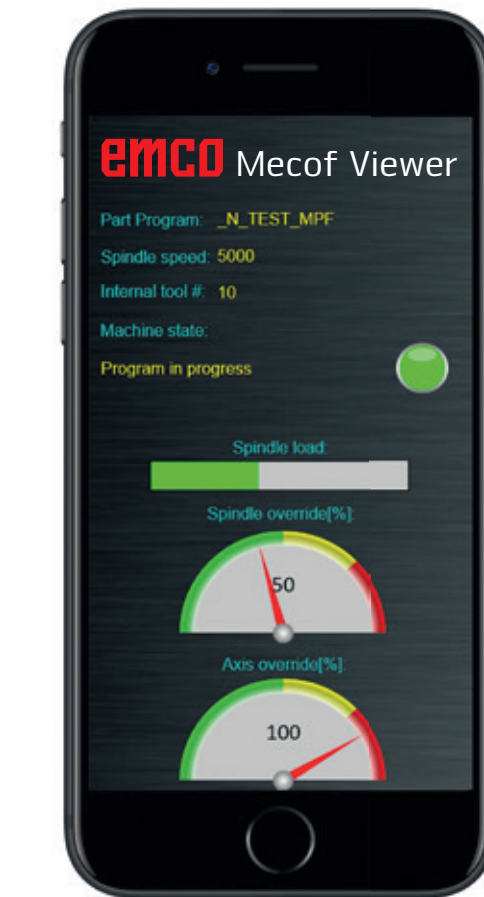 emco Mecof Viewer
Part Program: _N_TEST_MPF
Spindle speed: 5000
Internal tool #: 10
Machine state:
Program in progress
Spindle load:
Spindle override[%]:
50
Axis override[%]:
100